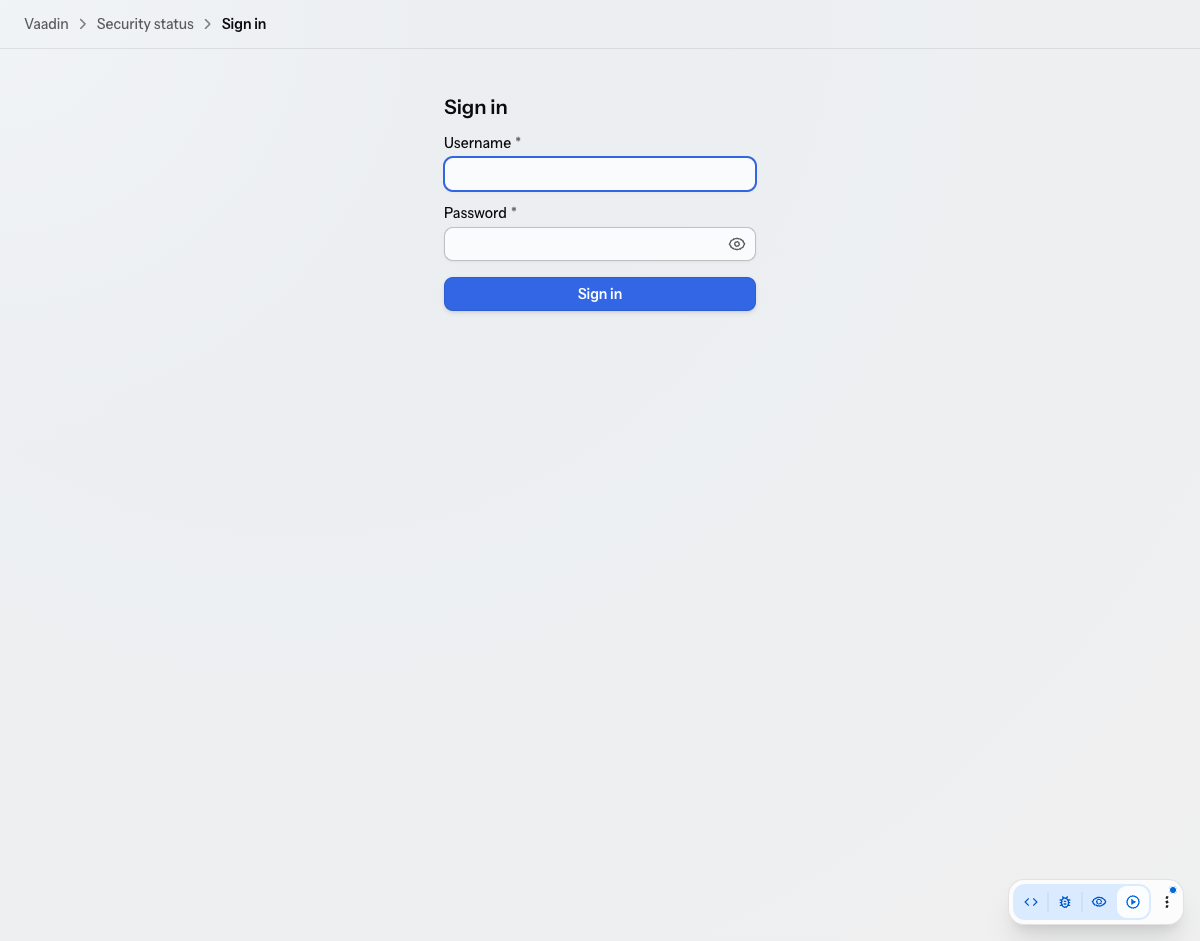 Vaadin > Security status > Sign in
Sign in
Username *
Password *
Sign in